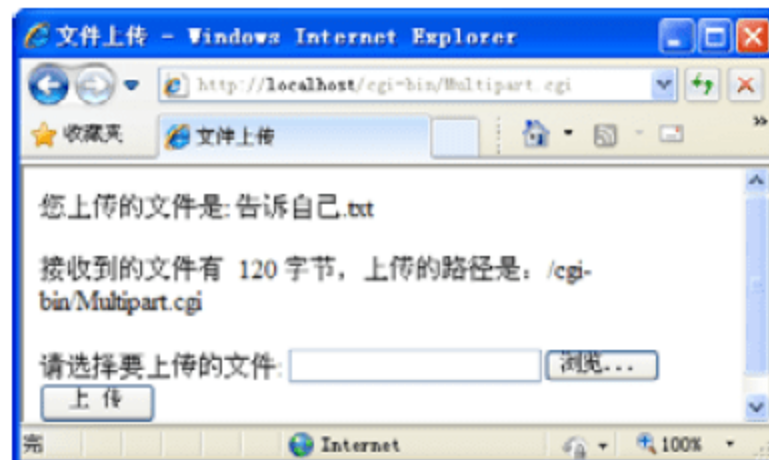 文件上传 - Windows Internet Explorer
http://localhost/cgi-bin/Multipart.cgi
收藏夹
文件上传
您上传的文件是: 告诉自己.txt
接收到的文件有 120 字节，上传的路径是：/cgi-
bin/Multipart.cgi
请选择要上传的文件: 浏览...
上 传
完
Internet
100%